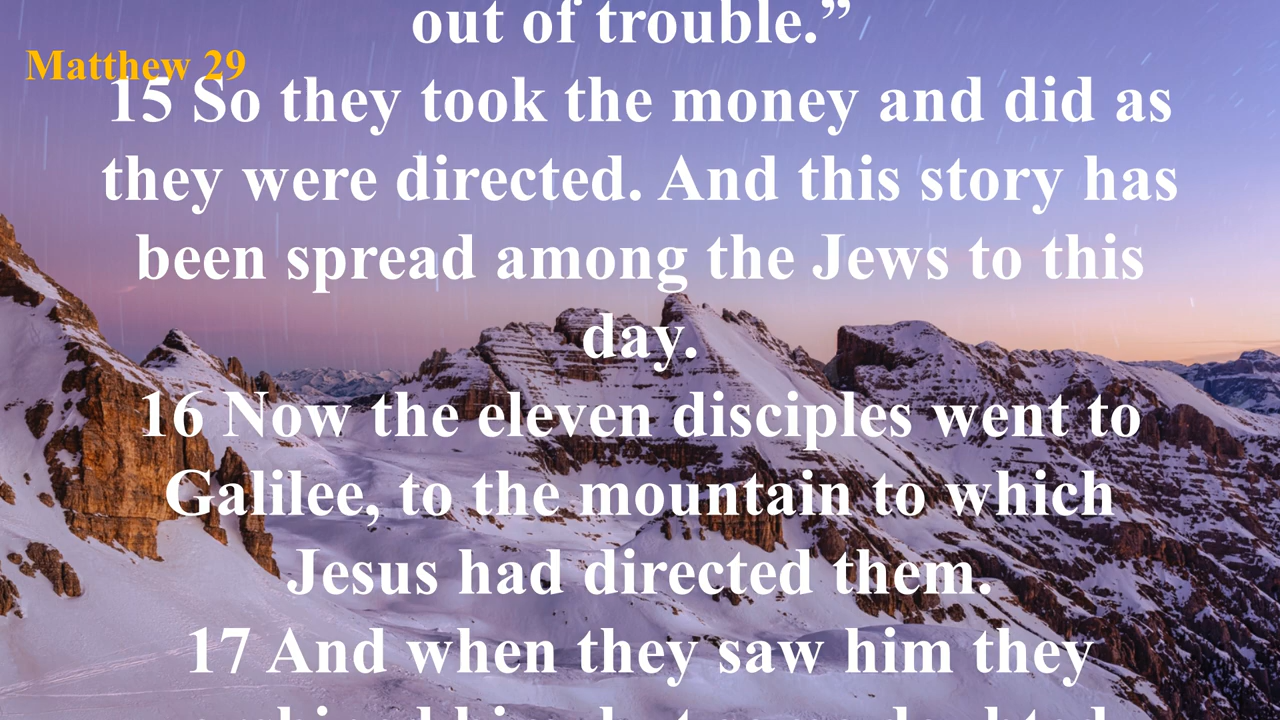 out of trouble.”
Matthew 29
15 So they took the money and did as
they were directed. And this story has
been spread among the Jews to this
day.
16 Now the eleven disciples went to
Galilee, to the mountain to which
Jesus had directed them.
17 And when they saw him they